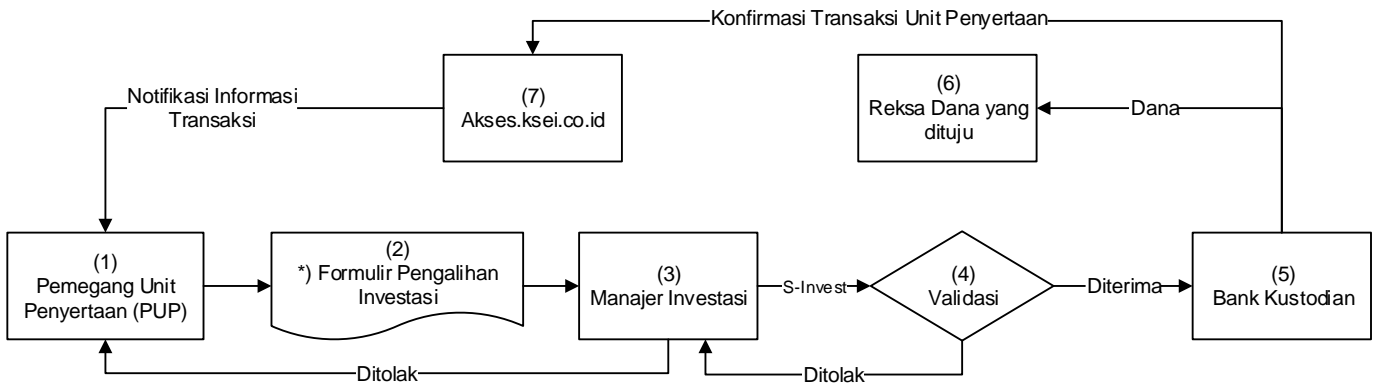 Konfirmasi Transaksi Unit Penyertaan
(7)
Akses.ksei.co.id
(6)
Reksa Dana yang
dituju
Notifikasi Informasi
Transaksi
Dana
(1)
Pemegang Unit
Penyertaan (PUP)
(2)
*) Formulir Pengalihan
Investasi
(3)
Manajer Investasi
S-Invest
(4)
Validasi
Diterima
(5)
Bank Kustodian
Ditolak
Ditolak